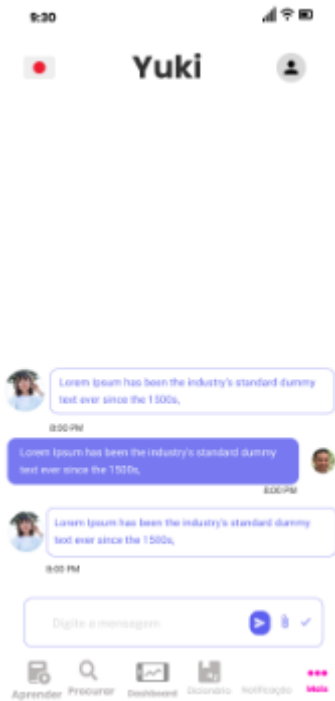 9:30
Yuki
Lorem Ipsum has been the industry's standard dummy
text ever since the 1500s,
8:00 PM
Lorem Ipsum has been the industry's standard dummy
text ever since the 1500s,
8:00 PM
Lorem Ipsum has been the industry's standard dummy
text ever since the 1500s,
8:00 PM
Digite a mensagem
Aprender Procurar Dashboard Dicionário Notificação Mais